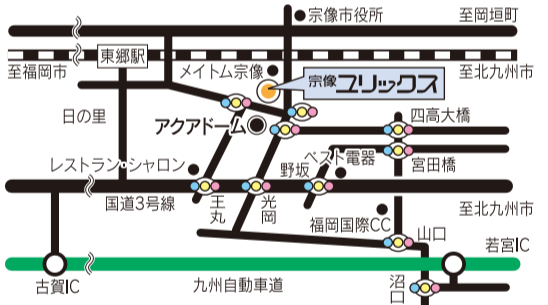 宗像市役所
至岡垣町
東郷駅
至福岡市
メイトム宗像
宗像ユリックス
至北九州市
日の里
アクアドーム
四高大橋
レストラン・シャロン
野坂
ベスト電器
宮田橋
国道3号線
王丸
光岡
福岡国際CC
至北九州市
山口
若宮IC
古賀IC
九州自動車道
沼口